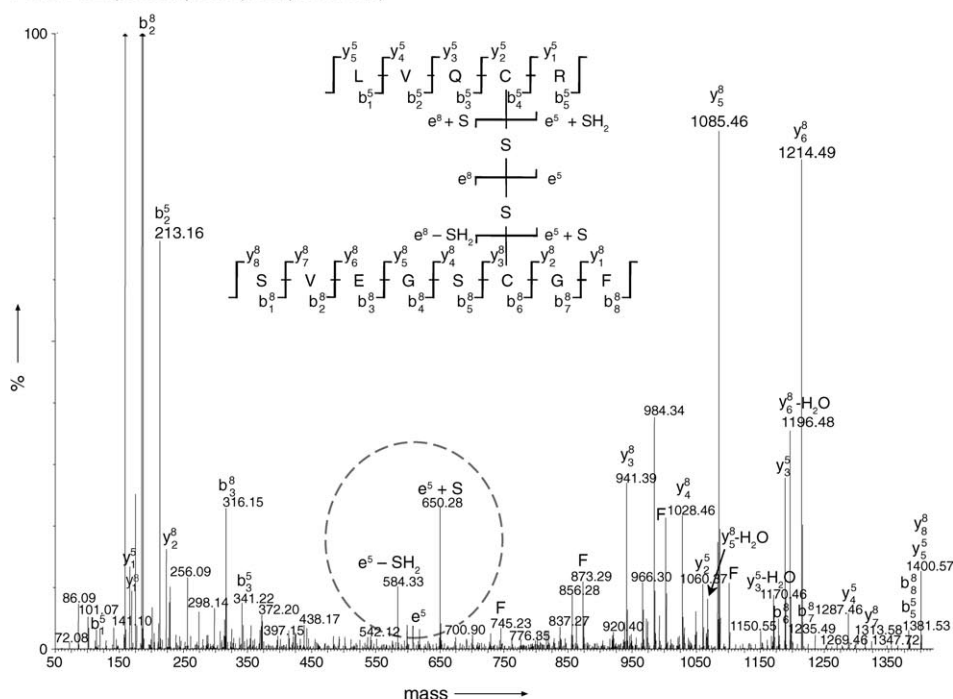 100
b₂⁸
y₅⁵ y₄⁵ y₃⁵ y₂⁵ y₁⁵
L V Q C R
b₁⁵ b₂⁵ b₃⁵ b₄⁵ b₅⁵
e⁸ + S e⁵ + SH₂
S
e⁸ e⁵
S
e⁸ – SH₂ e⁵ + S
y₈⁸ y₇⁸ y₆⁸ y₅⁸ y₄⁸ y₃⁸ y₂⁸ y₁⁸
S V E G S C G F
b₁⁸ b₂⁸ b₃⁸ b₄⁸ b₅⁸ b₆⁸ b₇⁸ b₈⁸
y₅⁸
1085.46
y₆⁸
1214.49
b₂⁵
213.16
%
y₆⁸-H₂O
1196.48
984.34
y₃⁸
941.39
y₄⁸
1028.46
y₃⁵
b₃⁸
316.15
e⁵ + S
650.28
F
y₅⁸-H₂O
y₈⁸
y₅⁵
1400.57
y₂⁸
y₁⁵
y₁⁸
e⁵ – SH₂
584.33
F
873.29
y₂⁵
1060.37
F
y₃⁵-H₂O
1170.46
86.09
101.07
256.09
b₃⁵
341.22
856.28
966.30
y₄⁵
1287.46
b₈⁸
b₅⁵
1381.53
72.08
b₁⁵
141.10
298.14
372.20
397.15
438.17
542.12
e⁵
700.90
F
745.23
776.35
837.27
920.40
1150.55
b₆⁸
b₇⁸
1235.49
1269.46
y₇⁸
1313.58
1347.72
0
50 150 250 350 450 550 650 750 850 950 1050 1150 1250 1350
mass